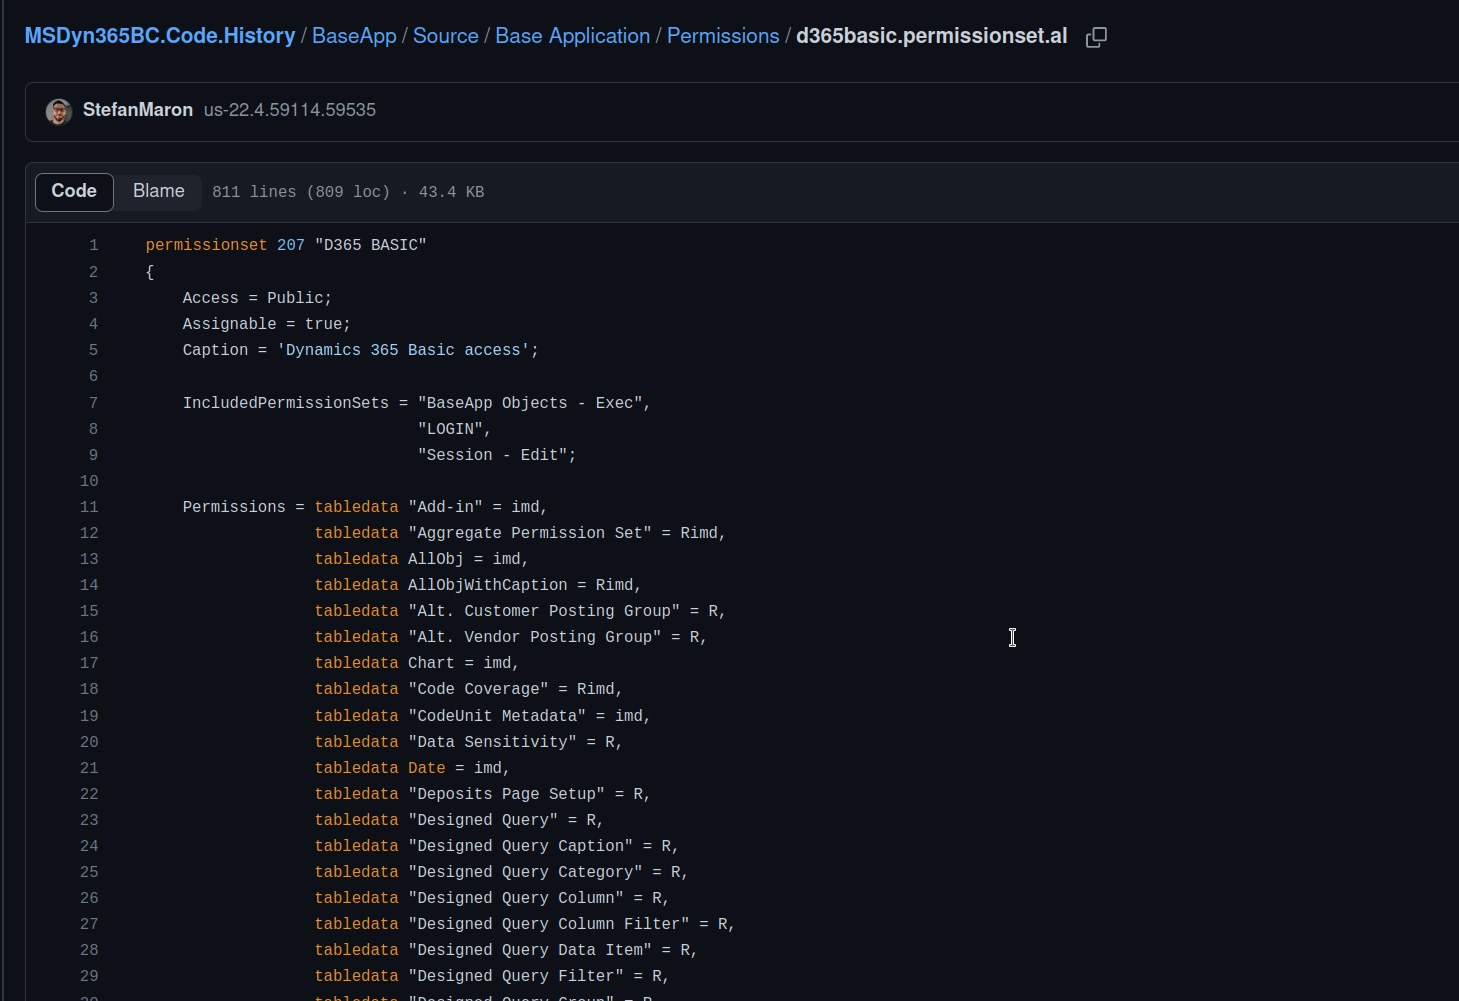 MSDyn365BC.Code.History / BaseApp / Source / Base Application / Permissions / d365basic.permissionset.al
StefanMaron us-22.4.59114.59535
Code Blame 811 lines (809 loc) · 43.4 KB
1 permissionset 207 "D365 BASIC"
2 {
3 Access = Public;
4 Assignable = true;
5 Caption = 'Dynamics 365 Basic access';
6
7 IncludedPermissionSets = "BaseApp Objects - Exec",
8 "LOGIN",
9 "Session - Edit";
10
11 Permissions = tabledata "Add-in" = imd,
12 tabledata "Aggregate Permission Set" = Rimd,
13 tabledata AllObj = imd,
14 tabledata AllObjWithCaption = Rimd,
15 tabledata "Alt. Customer Posting Group" = R,
16 tabledata "Alt. Vendor Posting Group" = R,
17 tabledata Chart = imd,
18 tabledata "Code Coverage" = Rimd,
19 tabledata "CodeUnit Metadata" = imd,
20 tabledata "Data Sensitivity" = R,
21 tabledata Date = imd,
22 tabledata "Deposits Page Setup" = R,
23 tabledata "Designed Query" = R,
24 tabledata "Designed Query Caption" = R,
25 tabledata "Designed Query Category" = R,
26 tabledata "Designed Query Column" = R,
27 tabledata "Designed Query Column Filter" = R,
28 tabledata "Designed Query Data Item" = R,
29 tabledata "Designed Query Filter" = R,
30 tabledata "Designed Query Group" = R,